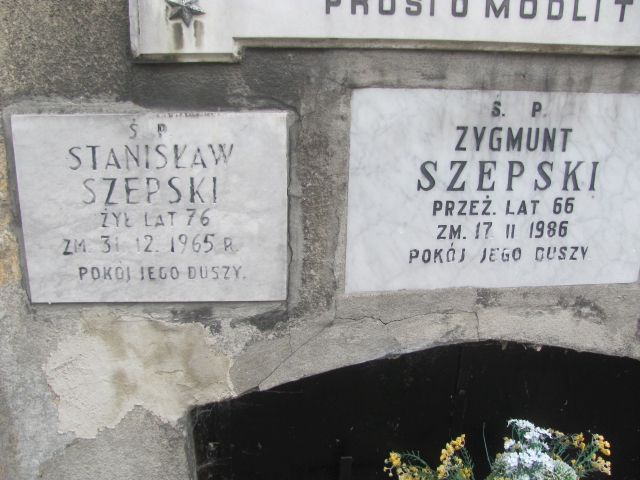 PROSI O MODLIT
Ś P.
STANISŁAW
SZEPSKI
ŻYŁ LAT 76
ZM. 31 12. 1965 R.
POKÓJ JEGO DUSZY.
Ś. P.
ZYGMUNT
SZEPSKI
PRZEŻ. LAT 66
ZM. 17 II 1986
POKÓJ JEGO DUSZY